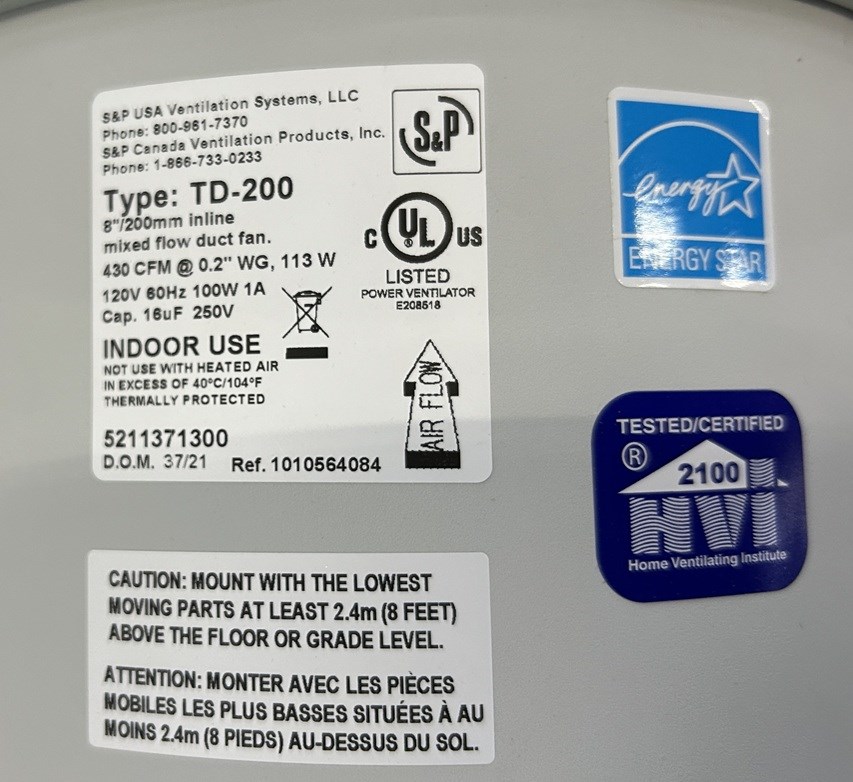 S&P USA Ventilation Systems, LLC
Phone: 800-961-7370
S&P Canada Ventilation Products, Inc.
Phone: 1-866-733-0233
S&P
Type: TD-200
8"/200mm inline
mixed flow duct fan.
430 CFM @ 0.2" WG, 113 W
120V 60Hz 100W 1A
Cap. 16uF 250V
C UL US
®
LISTED
POWER VENTILATOR
E208518
INDOOR USE
NOT USE WITH HEATED AIR
IN EXCESS OF 40ºC/104ºF
THERMALLY PROTECTED
AIR FLOW
5211371300
D.O.M. 37/21 Ref. 1010564084
energy
ENERGY STAR
TESTED/CERTIFIED
® 2100
HVI
Home Ventilating Institute
CAUTION: MOUNT WITH THE LOWEST
MOVING PARTS AT LEAST 2.4m (8 FEET)
ABOVE THE FLOOR OR GRADE LEVEL.
ATTENTION: MONTER AVEC LES PIÈCES
MOBILES LES PLUS BASSES SITUÉES À AU
MOINS 2.4m (8 PIEDS) AU-DESSUS DU SOL.